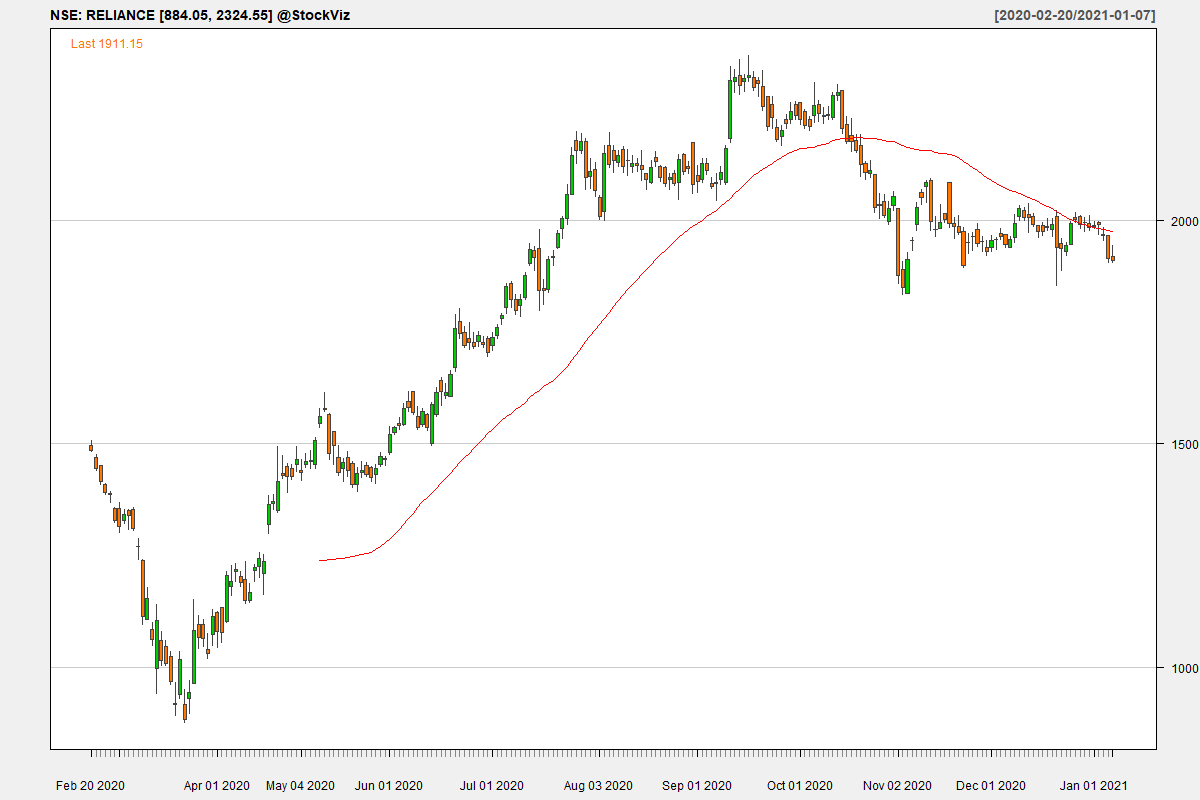 NSE: RELIANCE [884.05, 2324.55] @StockViz
[2020-02-20/2021-01-07]
Last 1911.15
2000
1500
1000
Feb 20 2020
Apr 01 2020
May 04 2020
Jun 01 2020
Jul 01 2020
Aug 03 2020
Sep 01 2020
Oct 01 2020
Nov 02 2020
Dec 01 2020
Jan 01 2021